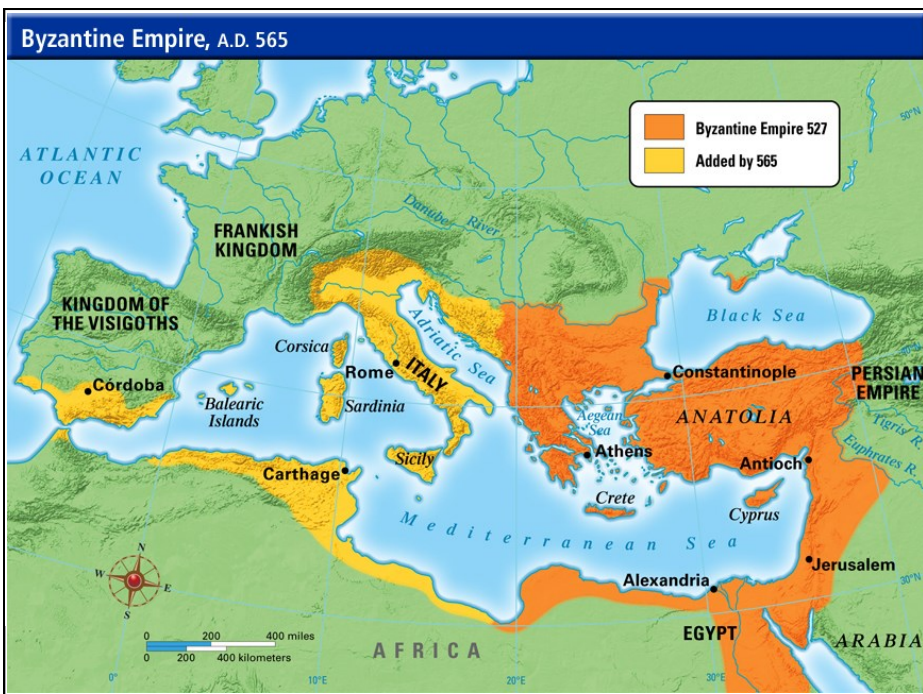 Byzantine Empire, A.D. 565
Byzantine Empire 527
Added by 565
50°N
ATLANTIC
OCEAN
FRANKISH
KINGDOM
Danube River
KINGDOM OF
THE VISIGOTHS
Corsica
Adriatic Sea
Black Sea
40°N
Rome
ITALY
Constantinople
PERSIAN
EMPIRE
Córdoba
Balearic
Islands
Sardinia
Aegean
Sea
ANATOLIA
Tigris R.
Euphrates R.
Sicily
Athens
Antioch
Carthage
Crete
Cyprus
Mediterranean Sea
Jerusalem
Alexandria
30°N
N
W
E
S
EGYPT
ARABIA
0 200 400 miles
0 200 400 kilometers
AFRICA
0°
10°E
20°E
30°E